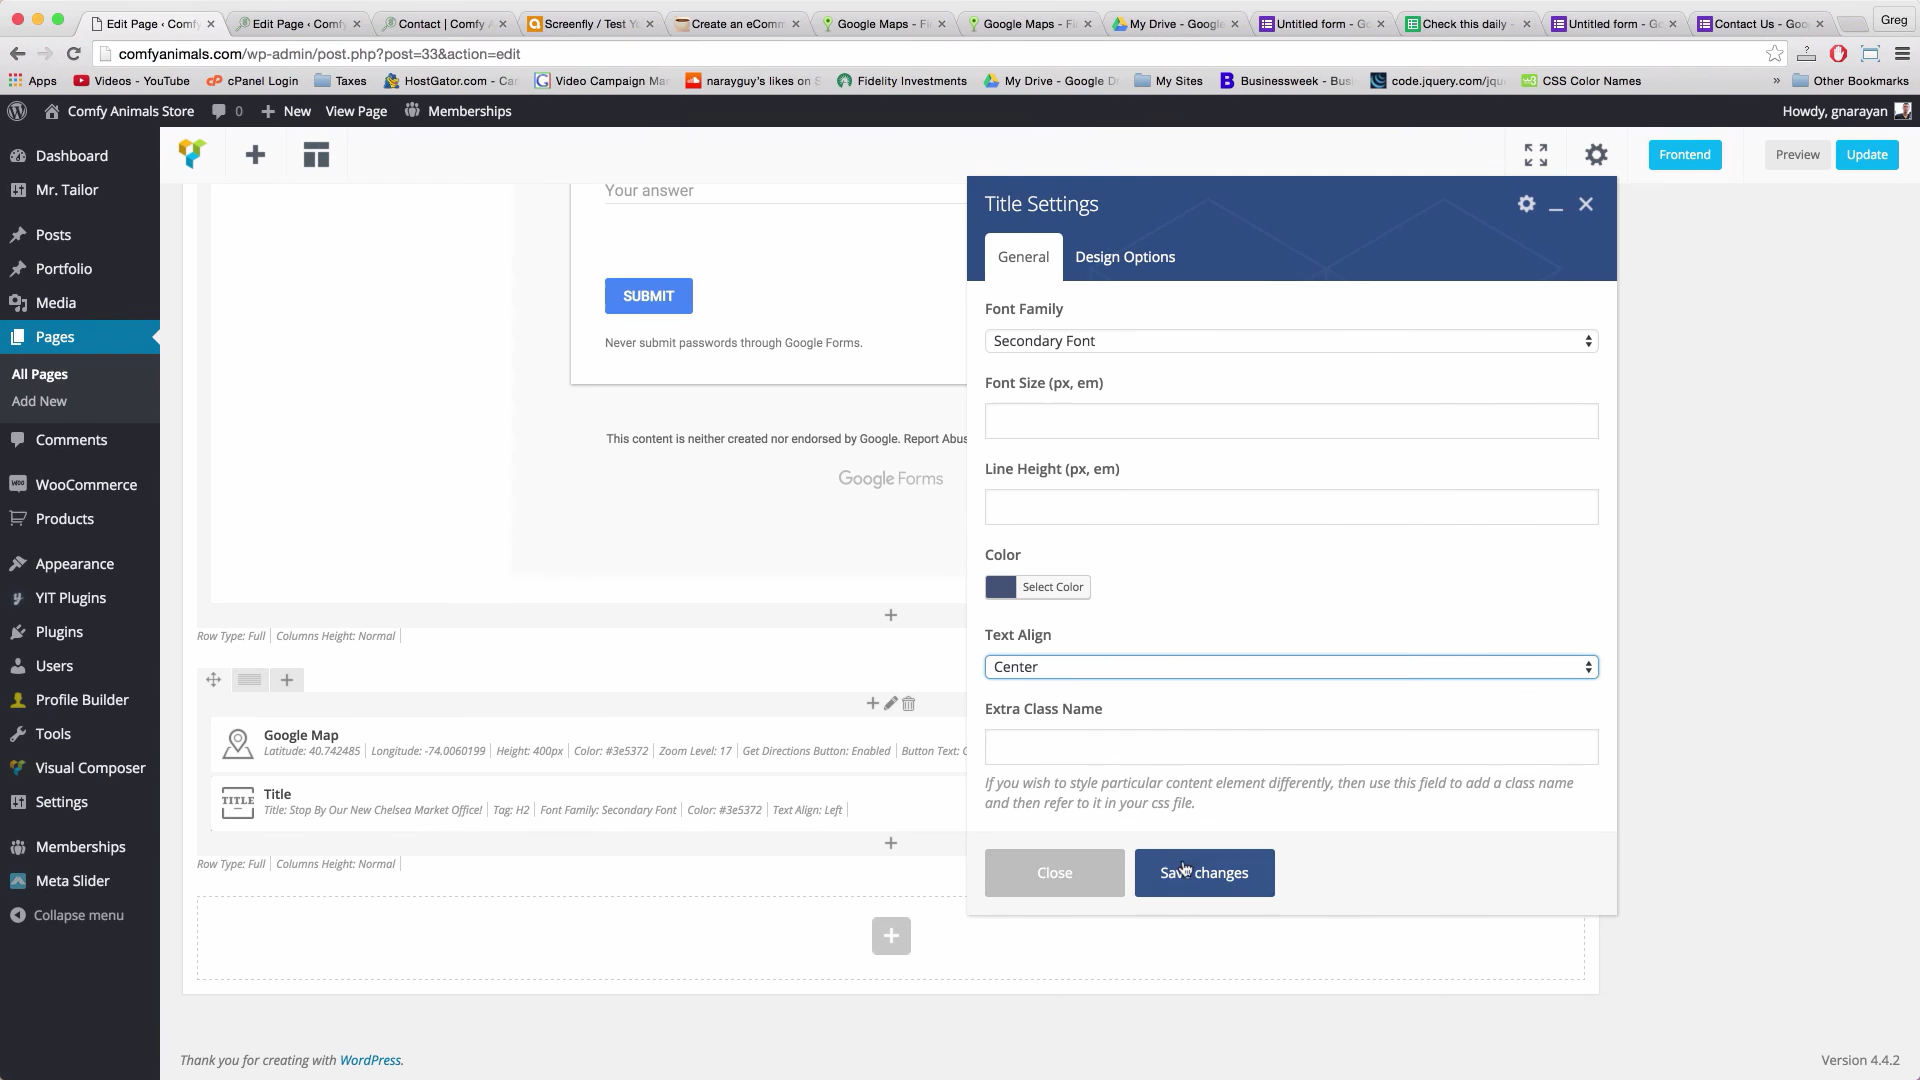 Edit Page ‹ Comfy
Edit Page ‹ Comfy
Contact | Comfy A
Screenfly / Test Yo
Create an eComm
Google Maps - Fi
Google Maps - Fi
My Drive - Google
Untitled form - Go
Check this daily -
Untitled form - Go
Contact Us - Goo
Greg
comfyanimals.com/wp-admin/post.php?post=33&action=edit
Apps
Videos - YouTube
cPanel Login
Taxes
HostGator.com - Ca
Video Campaign Ma
narayguy's likes on S
Fidelity Investments
My Drive - Google D
My Sites
Businessweek - Busi
code.jquery.com/jqu
CSS Color Names
»
Other Bookmarks
Comfy Animals Store
0
New
View Page
Memberships
Howdy, gnarayan
Dashboard
Mr. Tailor
Posts
Portfolio
Media
Pages
All Pages
Add New
Comments
WooCommerce
Products
Appearance
YIT Plugins
Plugins
Users
Profile Builder
Tools
Visual Composer
Settings
Memberships
Meta Slider
Collapse menu
Frontend
Preview
Update
Your answer
SUBMIT
Never submit passwords through Google Forms.
This content is neither created nor endorsed by Google. Report Abus
Google Forms
Row Type: Full
Columns Height: Normal
Google Map
Latitude: 40.742485 | Longitude: -74.0060199 | Height: 400px | Color: #3e5372 | Zoom Level: 17 | Get Directions Button: Enabled | Button Text: G
TITLE
Title
Title: Stop By Our New Chelsea Market Office! | Tag: H2 | Font Family: Secondary Font | Color: #3e5372 | Text Align: Left
Row Type: Full
Columns Height: Normal
Title Settings
General
Design Options
Font Family
Secondary Font
Font Size (px, em)
Line Height (px, em)
Color
Select Color
Text Align
Center
Extra Class Name
If you wish to style particular content element differently, then use this field to add a class name
and then refer to it in your css file.
Close
Save changes
Thank you for creating with WordPress.
Version 4.4.2